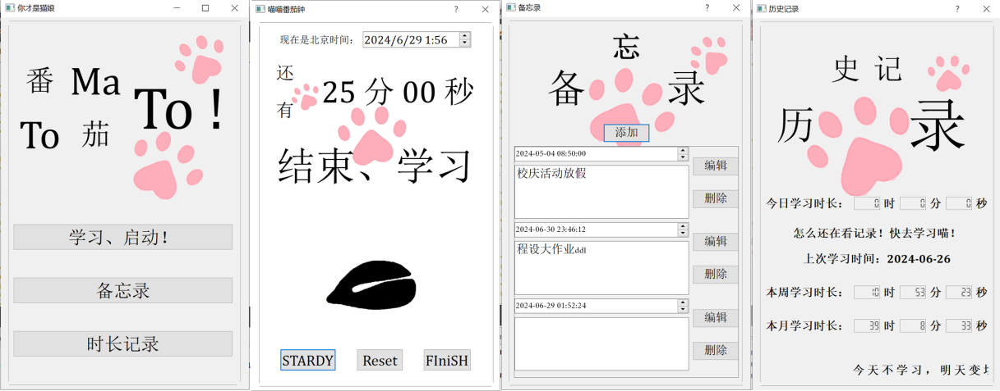 你才是猫娘
番 Ma To!
To 茄
学习、启动!
备忘录
时长记录
喵喵番茄钟
现在是北京时间: 2024/6/29 1:56
还有 25 分 00 秒
结束、学习
STARDY Reset FIniSH
备忘录
备忘录
添加
2024-05-04 08:50:00
编辑
校庆活动放假
删除
2024-06-30 23:46:12
编辑
程设大作业ddl
删除
2024-06-29 01:52:24
编辑
删除
历史记录
历史记录
今日学习时长: 0 时 0 分 0 秒
怎么还在看记录!快去学习喵!
上次学习时间:2024-06-26
本周学习时长: 10 时 53 分 23 秒
本月学习时长: 39 时 8 分 33 秒
今天不学习,明天变